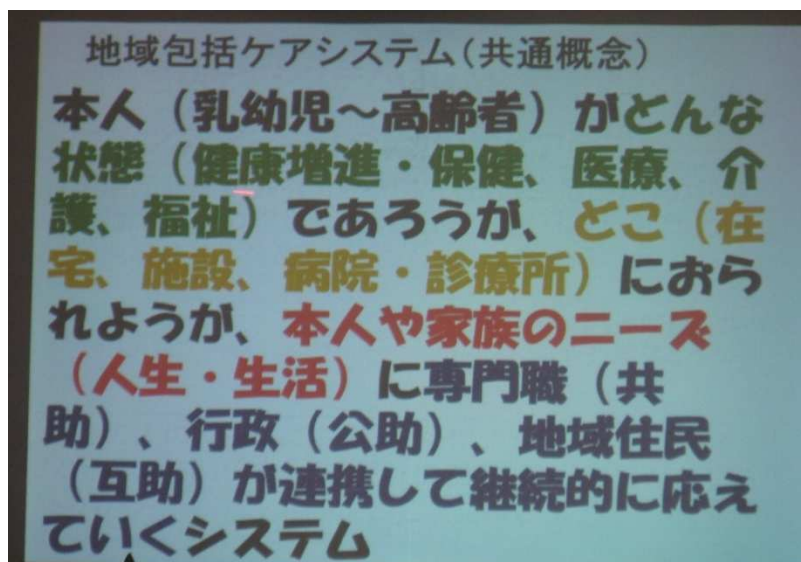 地域包括ケアシステム（共通概念）
本人（乳幼児～高齢者）がどんな
状態（健康増進・保健、医療、介
護、福祉）であろうが、どこ（在
宅、施設、病院・診療所）におら
れようが、本人や家族のニーズ
（人生・生活）に専門職（共
助）、行政（公助）、地域住民
（互助）が連携して継続的に応え
ていくシステム